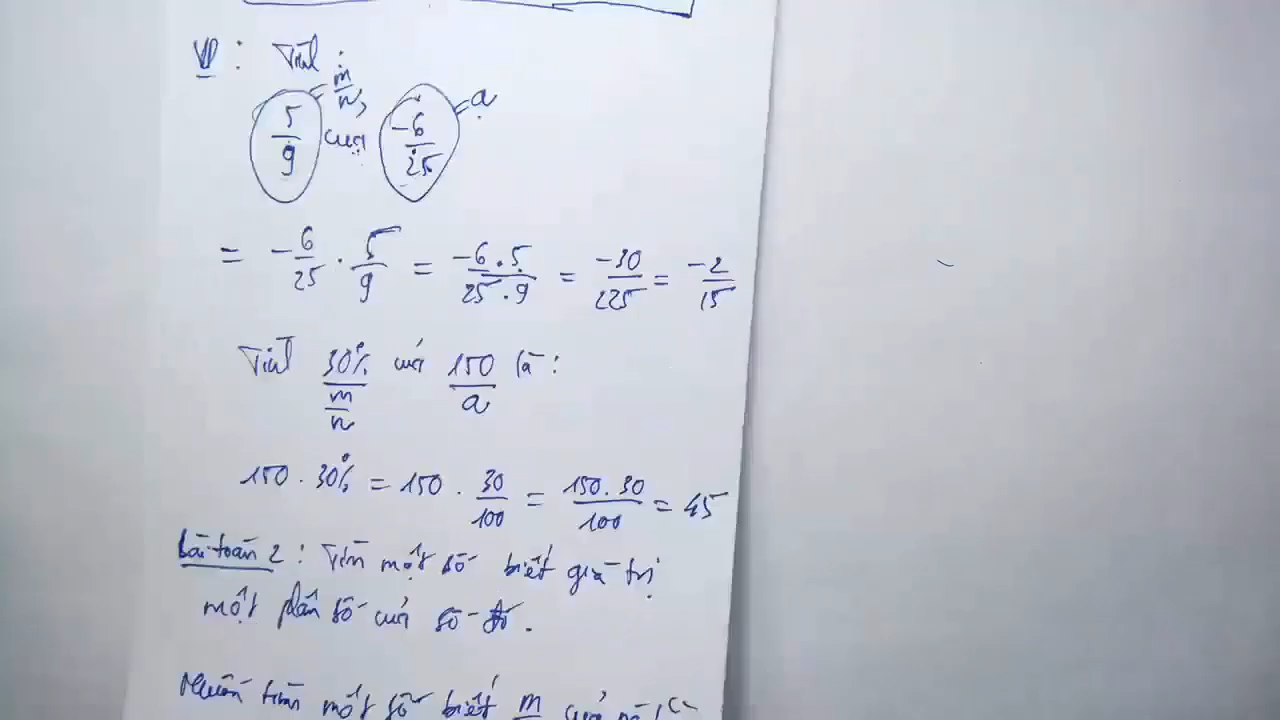 VD : Tính :
5/9 = m/n, của -6/25 = a
= -6/25 . 5/9 = -6.5/25.9 = -30/225 = -2/15
Tính 30% của 150 là :
m/n a
150 . 30% = 150 . 30/100 = 150.30/100 = 45
bài toán 2 : Tìm một số biết giá trị
một phân số của số đó .
Muốn tìm một số biết m của nó